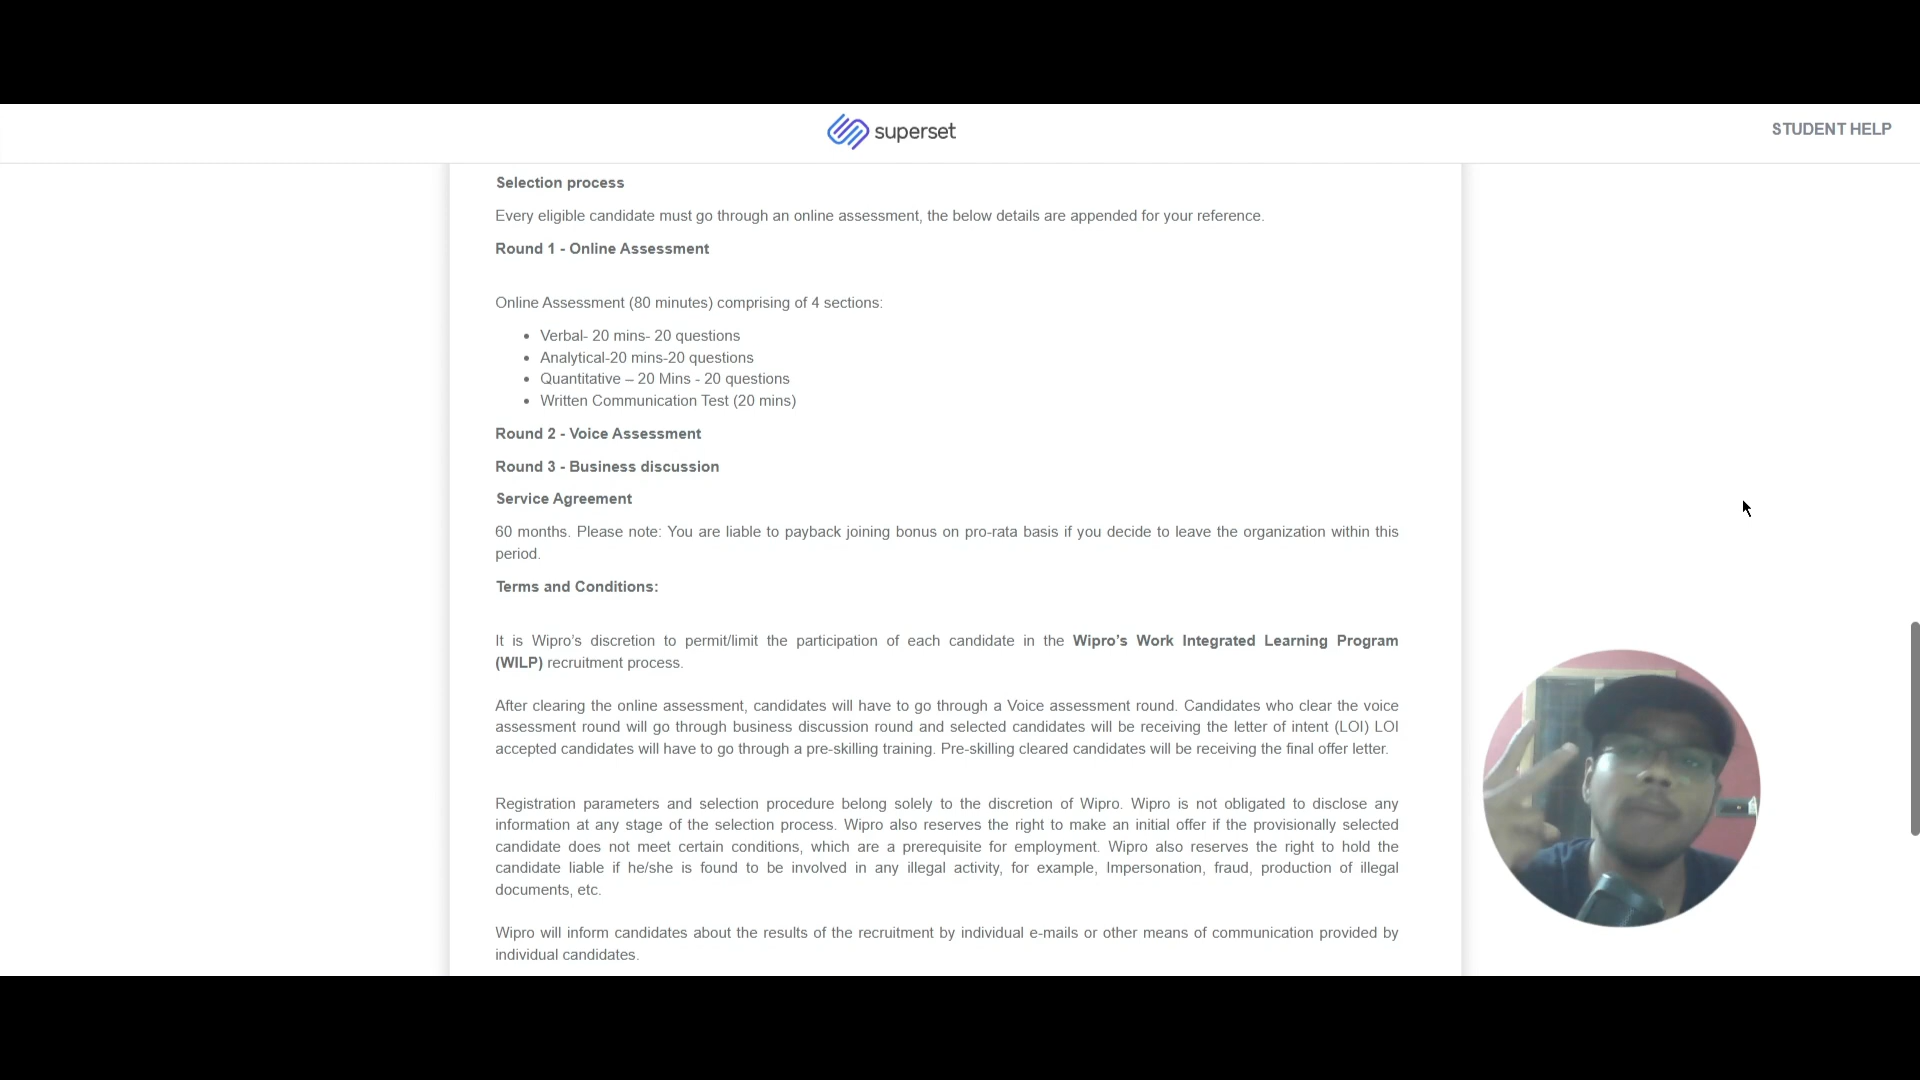 superset
STUDENT HELP
Selection process
Every eligible candidate must go through an online assessment, the below details are appended for your reference.
Round 1 - Online Assessment
Online Assessment (80 minutes) comprising of 4 sections:
• Verbal- 20 mins- 20 questions
• Analytical-20 mins-20 questions
• Quantitative – 20 Mins - 20 questions
• Written Communication Test (20 mins)
Round 2 - Voice Assessment
Round 3 - Business discussion
Service Agreement
60 months. Please note: You are liable to payback joining bonus on pro-rata basis if you decide to leave the organization within this
period.
Terms and Conditions:
It is Wipro’s discretion to permit/limit the participation of each candidate in the Wipro’s Work Integrated Learning Program
(WILP) recruitment process.
After clearing the online assessment, candidates will have to go through a Voice assessment round. Candidates who clear the voice
assessment round will go through business discussion round and selected candidates will be receiving the letter of intent (LOI) LOI
accepted candidates will have to go through a pre-skilling training. Pre-skilling cleared candidates will be receiving the final offer letter.
Registration parameters and selection procedure belong solely to the discretion of Wipro. Wipro is not obligated to disclose any
information at any stage of the selection process. Wipro also reserves the right to make an initial offer if the provisionally selected
candidate does not meet certain conditions, which are a prerequisite for employment. Wipro also reserves the right to hold the
candidate liable if he/she is found to be involved in any illegal activity, for example, Impersonation, fraud, production of illegal
documents, etc.
Wipro will inform candidates about the results of the recruitment by individual e-mails or other means of communication provided by
individual candidates.